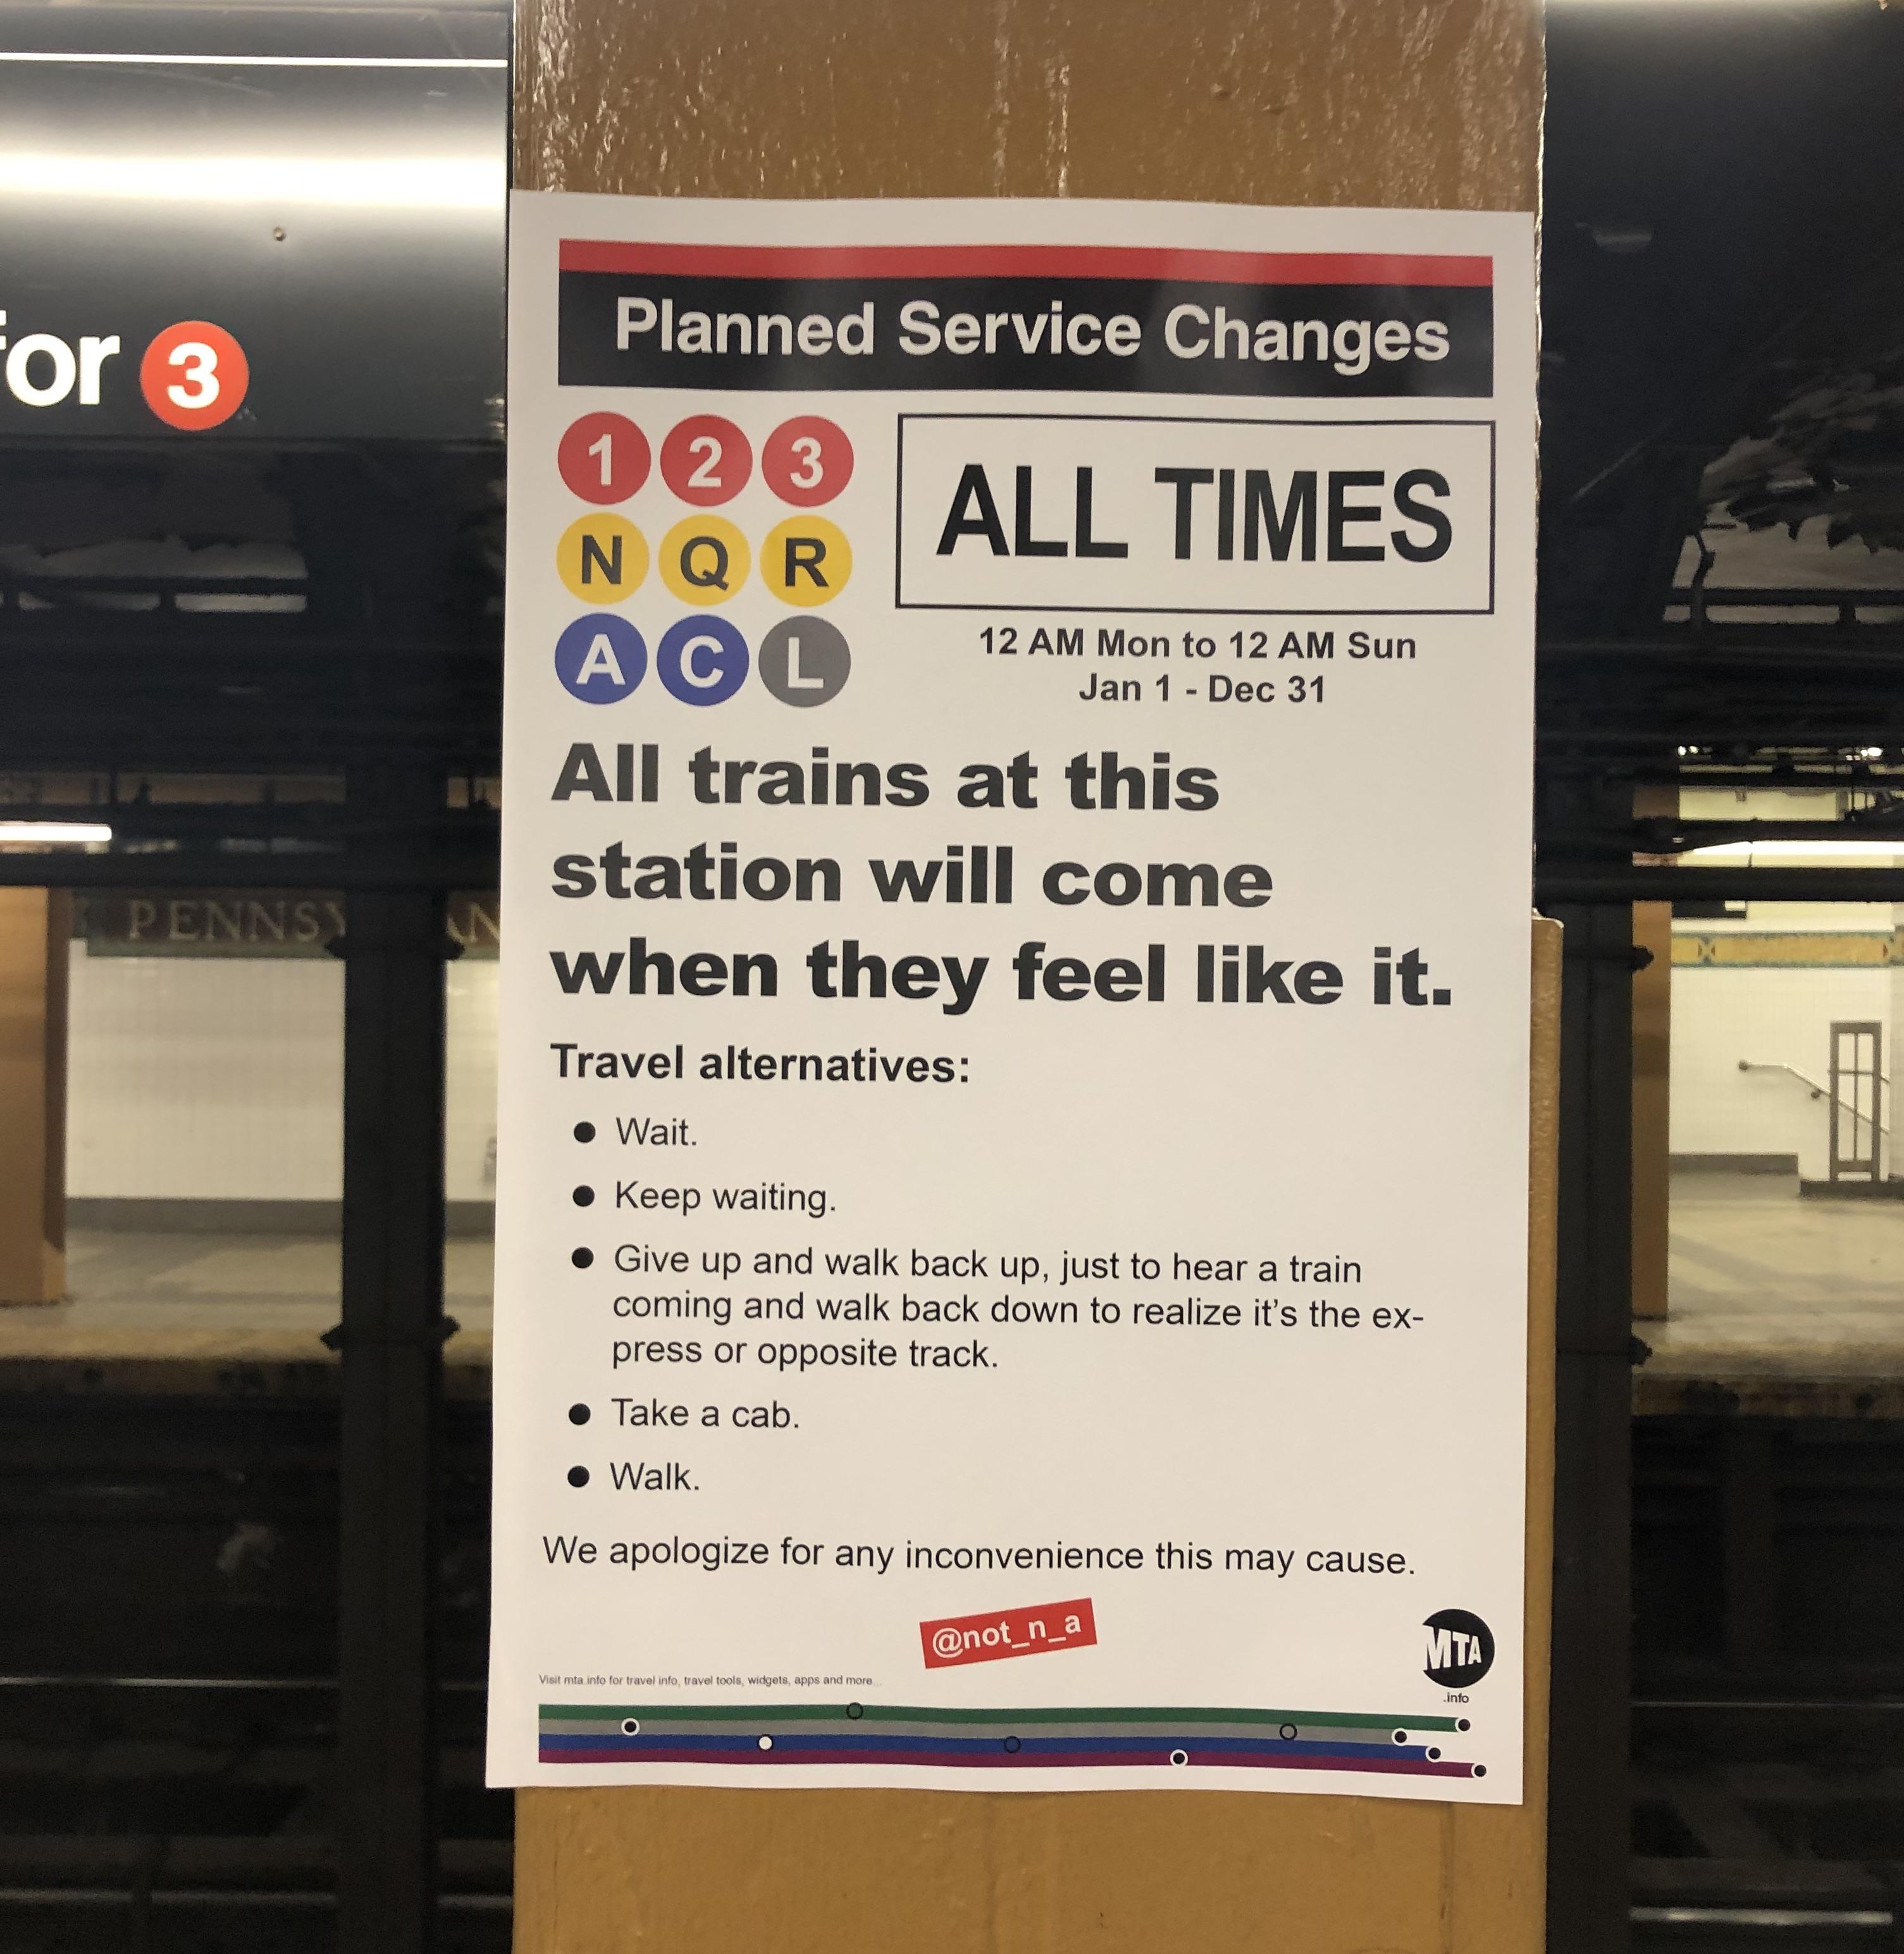 for 3
PENNSY
AN
Planned Service Changes
1 2 3
N Q R
A C L
ALL TIMES
12 AM Mon to 12 AM Sun
Jan 1 - Dec 31
All trains at this
station will come
when they feel like it.
Travel alternatives:
● Wait.
● Keep waiting.
● Give up and walk back up, just to hear a train
coming and walk back down to realize it’s the ex-
press or opposite track.
● Take a cab.
● Walk.
We apologize for any inconvenience this may cause.
@not_n_a
MTA
.info
Visit mta.info for travel info, travel tools, widgets, apps and more...